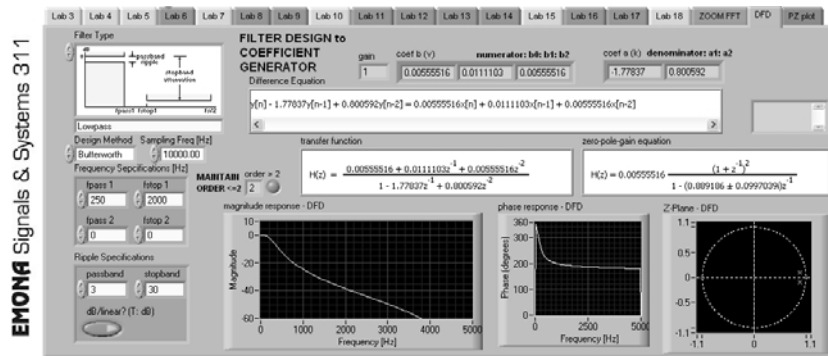 EMONA Signals & Systems 311
Lab 3 Lab 4 Lab 5 Lab 6 Lab 7 Lab 8 Lab 9 Lab 10 Lab 11 Lab 12 Lab 13 Lab 14 Lab 15 Lab 16 Lab 17 Lab 18 ZOOM FFT DFD PZ plot
Filter Type
dB
passband
ripple
stopband
attenuation
fpass1 fstop1 fs/2
Lowpass
Design Method Sampling Freq [Hz]
Butterworth 10000.00
Frequency Sepcifications [Hz]
fpass 1 fstop 1
250 2000
fpass 2 fstop 2
0 0
Ripple Specifications
passband stopband
3 30
dB/linear? (T: dB)
FILTER DESIGN to
COEFFICIENT
GENERATOR
gain
1
coef b (v) numerator: b0: b1: b2
0.00555516 0.0111103 0.00555516
coef a (k) denominator: a1: a2
-1.77837 0.800592
Difference Equation
y[n] - 1.77837y[n-1] + 0.800592y[n-2] = 0.00555516x[n] + 0.0111103x[n-1] + 0.00555516x[n-2]
MAINTAIN order > 2
ORDER <=2 2
transfer function
H(z) = 0.00555516 + 0.0111103z-1 + 0.00555516z-2
1 - 1.77837z-1 + 0.800592z-2
zero-pole-gain equation
H(z) = 0.00555516 (1 + z-1)2
1 - (0.889186 ± 0.0997039i)z-1
magnitude response - DFD
Magnitude
10
0
-20
-40
-60
0 1000 2000 3000 4000 5000
Frequency [Hz]
phase response - DFD
Phase [degrees]
360
300
200
100
0
0 2500 5000
Frequency [Hz]
Z-Plane - DFD
1.1
0.5
0
-0.5
-1.1
-1.1 0 1.1